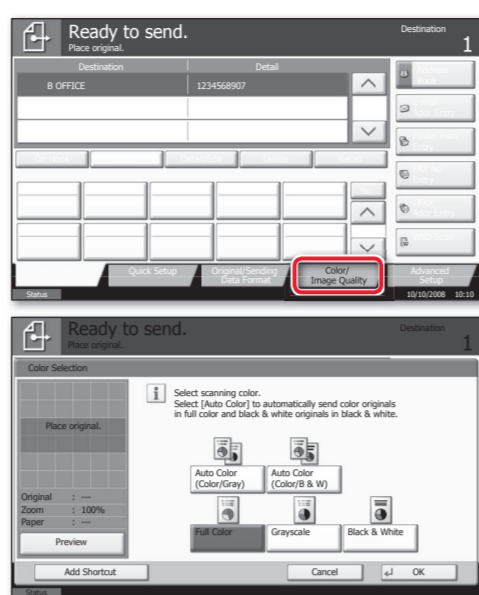 Ready to send.
Place original.
Destination
1
Destination
Detail
B OFFICE
1234568907
Quick Setup
Original/Sending
Data Format
Color/
Image Quality
Advanced
Setup
Status
10/10/2008 10:10
Ready to send.
Place original.
Destination
1
Color Selection
Place original.
Original : ---
Zoom : 100%
Paper : ---
Preview
Select scanning color.
Select [Auto Color] to automatically send color originals
in full color and black & white originals in black & white.
Auto Color
(Color/Gray)
Auto Color
(Color/B & W)
Full Color
Grayscale
Black & White
Add Shortcut
Cancel
OK
Status